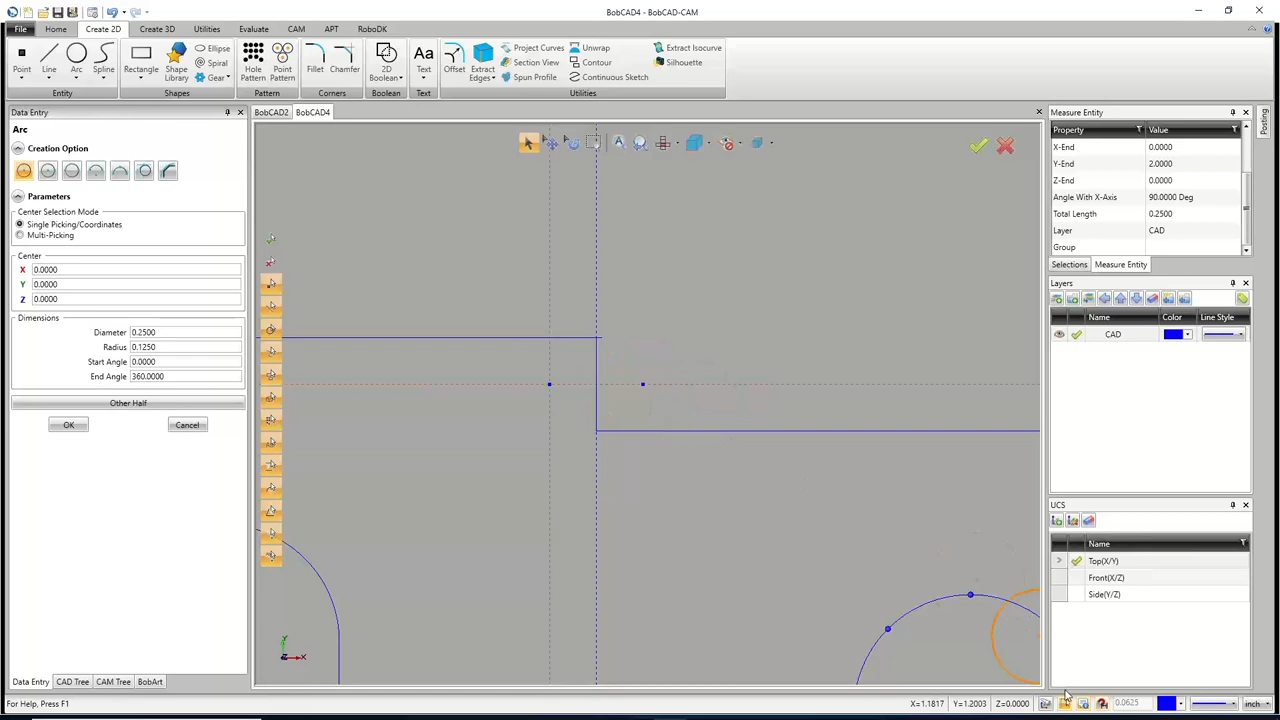 BobCAD4 - BobCAD-CAM
File Home Create 2D Create 3D Utilities Evaluate CAM APT RoboDK
Point Line Arc Spline
Entity
Rectangle Shape Library Ellipse Spiral Gear
Shapes
Hole Pattern Point Pattern
Pattern
Fillet Chamfer
Corners
2D Boolean
Boolean
Text
Text
Offset Extract Edges Project Curves Section View Spun Profile Unwrap Contour Continuous Sketch Extract Isocurve Silhouette
Utilities
Data Entry
Arc
Creation Option
Parameters
Center Selection Mode
Single Picking/Coordinates
Multi-Picking
Center
X 0.0000
Y 0.0000
Z 0.0000
Dimensions
Diameter 0.2500
Radius 0.1250
Start Angle 0.0000
End Angle 360.0000
Other Half
OK Cancel
Data Entry CAD Tree CAM Tree BobArt
BobCAD2 BobCAD4
Y
Z X
Measure Entity
Property Value
X-End 0.0000
Y-End 2.0000
Z-End 0.0000
Angle With X-Axis 90.0000 Deg
Total Length 0.2500
Layer CAD
Group
Selections Measure Entity
Posting
Layers
Name Color Line Style
CAD
UCS
Name
Top(X/Y)
Front(X/Z)
Side(Y/Z)
For Help, Press F1
X=1.1817 Y=1.2003 Z=0.0000 0.0625 inch